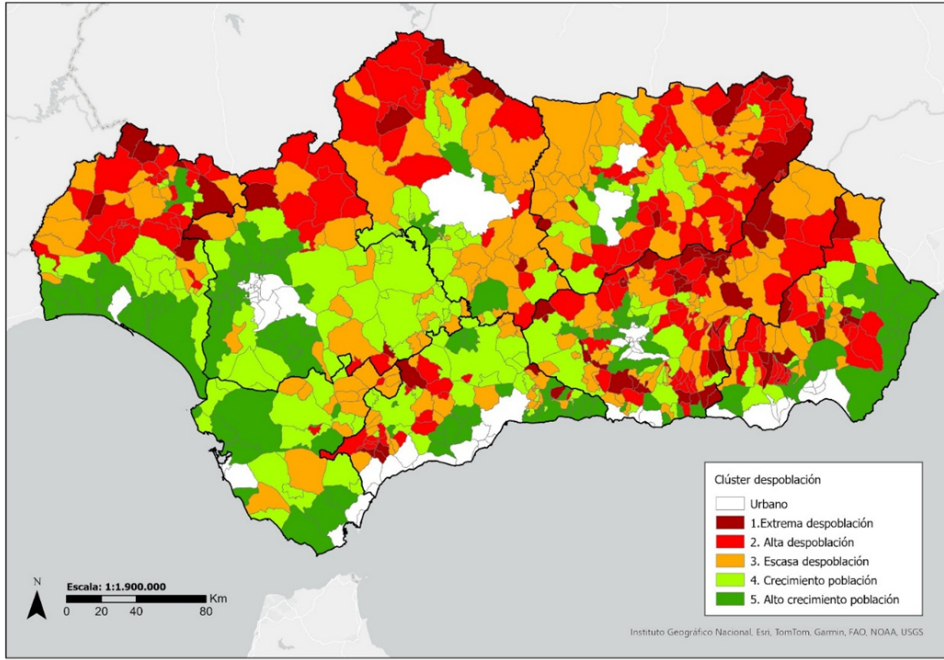 Clúster despoblación
Urbano
1.Extrema despoblación
2. Alta despoblación
3. Escasa despoblación
4. Crecimiento población
5. Alto crecimiento población
N
Escala: 1:1.900.000
Km
0 20 40 80
Instituto Geográfico Nacional, Esri, TomTom, Garmin, FAO, NOAA, USGS